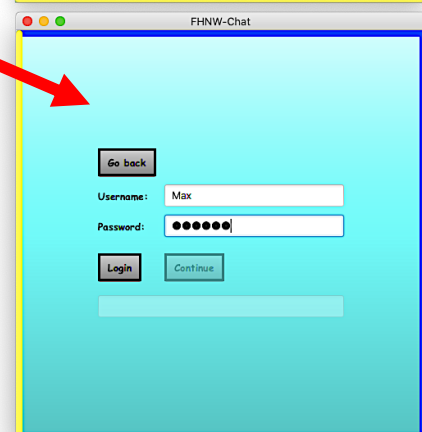 FHNW-Chat
Go back
Username: Max
Password: ●●●●●●
Login Continue